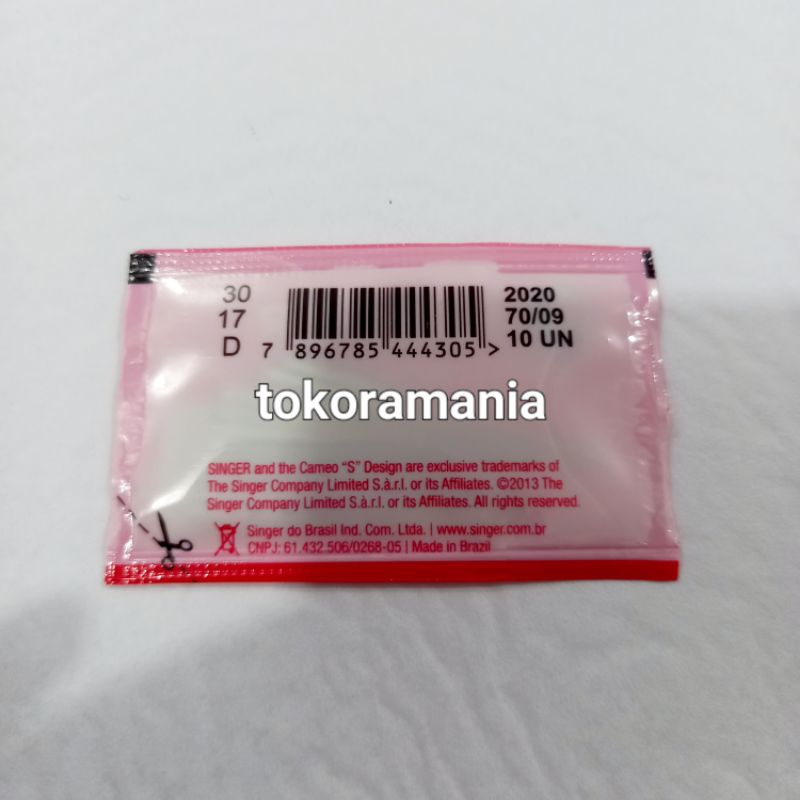 30
17
D
7 896785 444305 >
2020
70/09
10 UN
tokoramania
SINGER and the Cameo “S” Design are exclusive trademarks of
The Singer Company Limited S.à.r.l. or its Affiliates. ©2013 The
Singer Company Limited S.à.r.l. or its Affiliates. All rights reserved.
Singer do Brasil Ind. Com. Ltda. | www.singer.com.br
CNPJ: 61.432.506/0268-05 | Made in Brazil